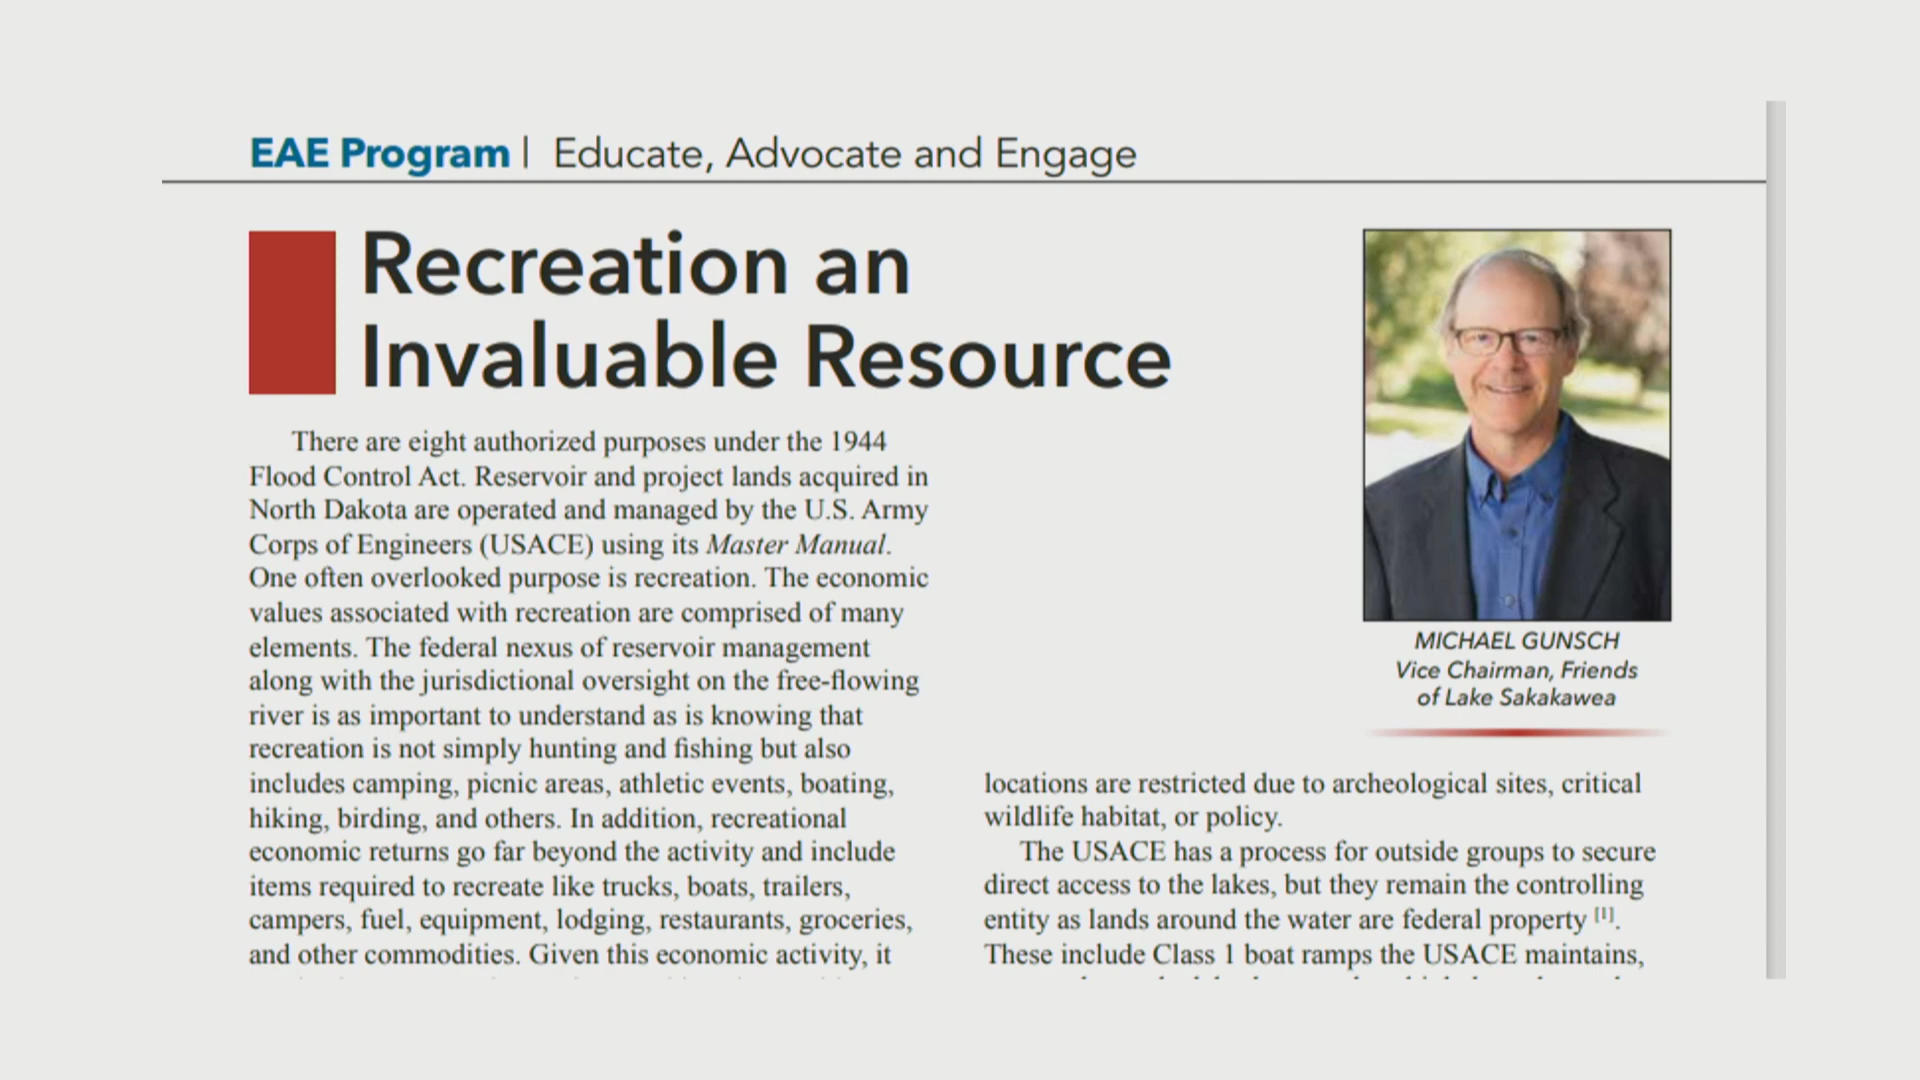 EAE Program | Educate, Advocate and Engage
Recreation an
Invaluable Resource
There are eight authorized purposes under the 1944
Flood Control Act. Reservoir and project lands acquired in
North Dakota are operated and managed by the U.S. Army
Corps of Engineers (USACE) using its Master Manual.
One often overlooked purpose is recreation. The economic
values associated with recreation are comprised of many
elements. The federal nexus of reservoir management
along with the jurisdictional oversight on the free-flowing
river is as important to understand as is knowing that
recreation is not simply hunting and fishing but also
includes camping, picnic areas, athletic events, boating,
hiking, birding, and others. In addition, recreational
economic returns go far beyond the activity and include
items required to recreate like trucks, boats, trailers,
campers, fuel, equipment, lodging, restaurants, groceries,
and other commodities. Given this economic activity, it
MICHAEL GUNSCH
Vice Chairman, Friends
of Lake Sakakawea
locations are restricted due to archeological sites, critical
wildlife habitat, or policy.
The USACE has a process for outside groups to secure
direct access to the lakes, but they remain the controlling
entity as lands around the water are federal property [1].
These include Class 1 boat ramps the USACE maintains,